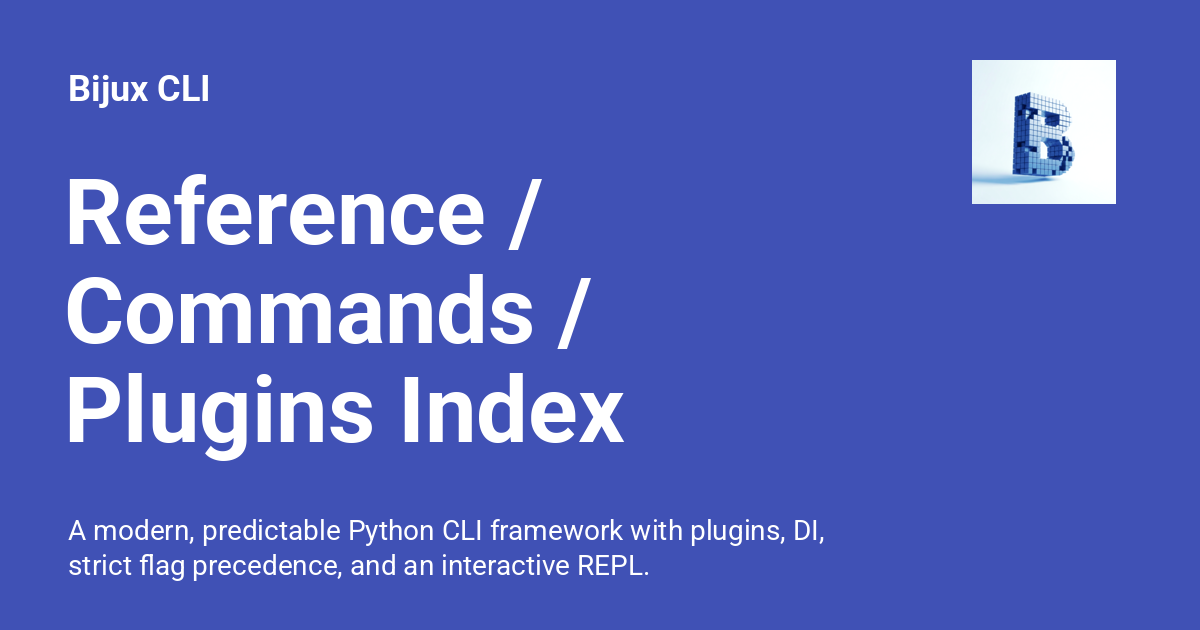 Bijux CLI
Reference /
Commands /
Plugins Index
A modern, predictable Python CLI framework with plugins, DI,
strict flag precedence, and an interactive REPL.
B